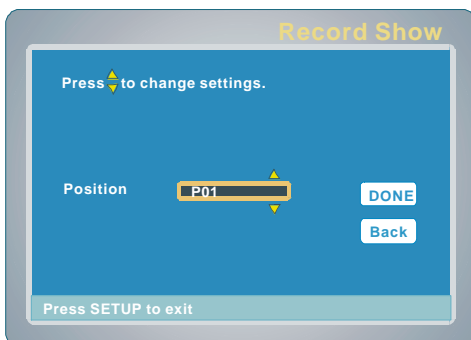 Record Show
Press to change settings.
Position
P01
DONE
Back
Press SETUP to exit